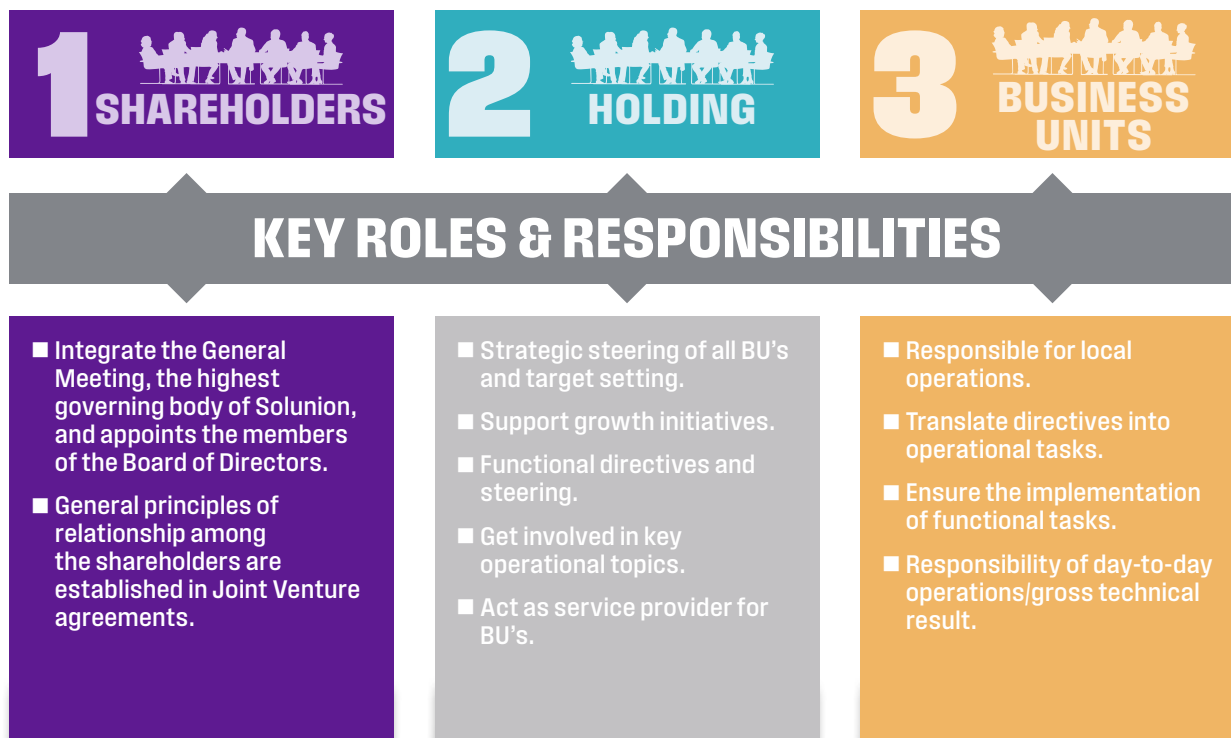 1
SHAREHOLDERS
2
HOLDING
3
BUSINESS
UNITS
KEY ROLES & RESPONSIBILITIES
■ Integrate the General
Meeting, the highest
governing body of Solunion,
and appoints the members
of the Board of Directors.
■ General principles of
relationship among
the shareholders are
established in Joint Venture
agreements.
■ Strategic steering of all BU's
and target setting.
■ Support growth initiatives.
■ Functional directives and
steering.
■ Get involved in key
operational topics.
■ Act as service provider for
BU's.
■ Responsible for local
operations.
■ Translate directives into
operational tasks.
■ Ensure the implementation
of functional tasks.
■ Responsibility of day-to-day
operations/gross technical
result.